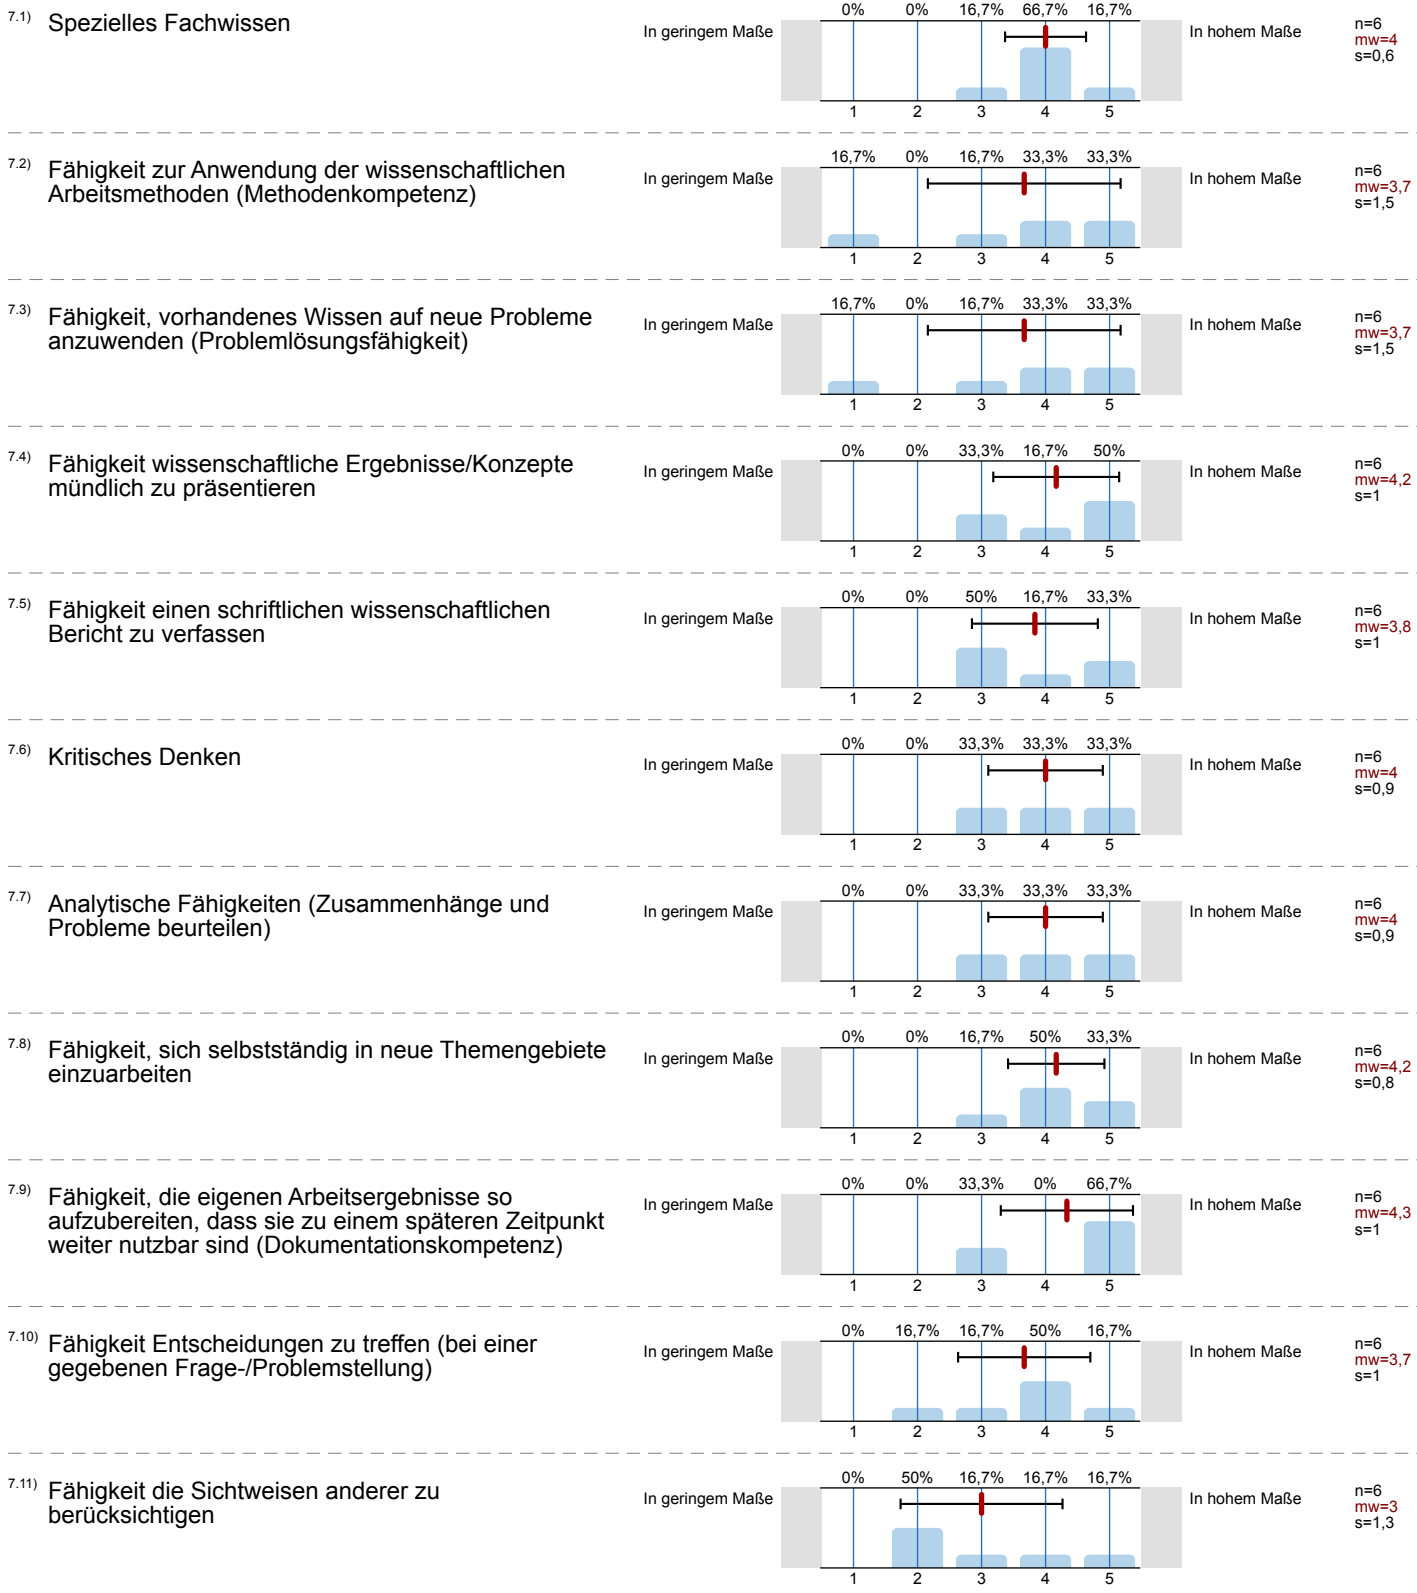 7.1) Spezielles Fachwissen
In geringem Maße
0% 0% 16,7% 66,7% 16,7%
1 2 3 4 5
In hohem Maße
n=6
mw=4
s=0,6
7.2) Fähigkeit zur Anwendung der wissenschaftlichen
Arbeitsmethoden (Methodenkompetenz)
In geringem Maße
16,7% 0% 16,7% 33,3% 33,3%
1 2 3 4 5
In hohem Maße
n=6
mw=3,7
s=1,5
7.3) Fähigkeit, vorhandenes Wissen auf neue Probleme
anzuwenden (Problemlösungsfähigkeit)
In geringem Maße
16,7% 0% 16,7% 33,3% 33,3%
1 2 3 4 5
In hohem Maße
n=6
mw=3,7
s=1,5
7.4) Fähigkeit wissenschaftliche Ergebnisse/Konzepte
mündlich zu präsentieren
In geringem Maße
0% 0% 33,3% 16,7% 50%
1 2 3 4 5
In hohem Maße
n=6
mw=4,2
s=1
7.5) Fähigkeit einen schriftlichen wissenschaftlichen
Bericht zu verfassen
In geringem Maße
0% 0% 50% 16,7% 33,3%
1 2 3 4 5
In hohem Maße
n=6
mw=3,8
s=1
7.6) Kritisches Denken
In geringem Maße
0% 0% 33,3% 33,3% 33,3%
1 2 3 4 5
In hohem Maße
n=6
mw=4
s=0,9
7.7) Analytische Fähigkeiten (Zusammenhänge und
Probleme beurteilen)
In geringem Maße
0% 0% 33,3% 33,3% 33,3%
1 2 3 4 5
In hohem Maße
n=6
mw=4
s=0,9
7.8) Fähigkeit, sich selbstständig in neue Themengebiete
einzuarbeiten
In geringem Maße
0% 0% 16,7% 50% 33,3%
1 2 3 4 5
In hohem Maße
n=6
mw=4,2
s=0,8
7.9) Fähigkeit, die eigenen Arbeitsergebnisse so
aufzubereiten, dass sie zu einem späteren Zeitpunkt
weiter nutzbar sind (Dokumentationskompetenz)
In geringem Maße
0% 0% 33,3% 0% 66,7%
1 2 3 4 5
In hohem Maße
n=6
mw=4,3
s=1
7.10) Fähigkeit Entscheidungen zu treffen (bei einer
gegebenen Frage-/Problemstellung)
In geringem Maße
0% 16,7% 16,7% 50% 16,7%
1 2 3 4 5
In hohem Maße
n=6
mw=3,7
s=1
7.11) Fähigkeit die Sichtweisen anderer zu
berücksichtigen
In geringem Maße
0% 50% 16,7% 16,7% 16,7%
1 2 3 4 5
In hohem Maße
n=6
mw=3
s=1,3